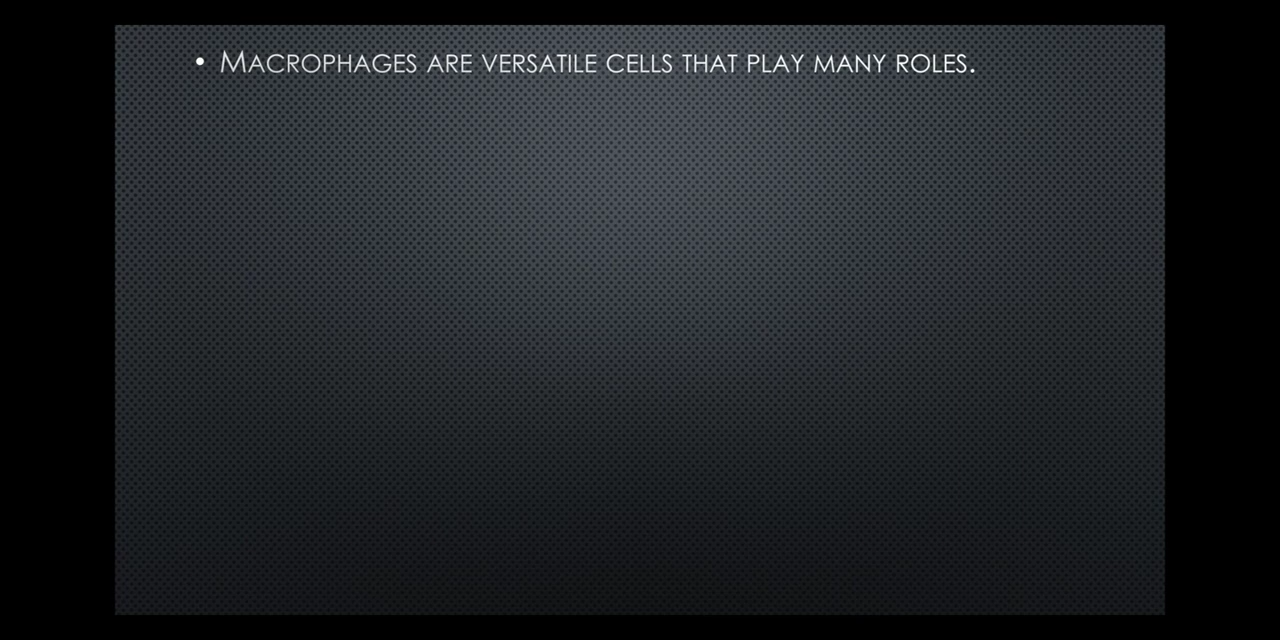 • Macrophages are versatile cells that play many roles.